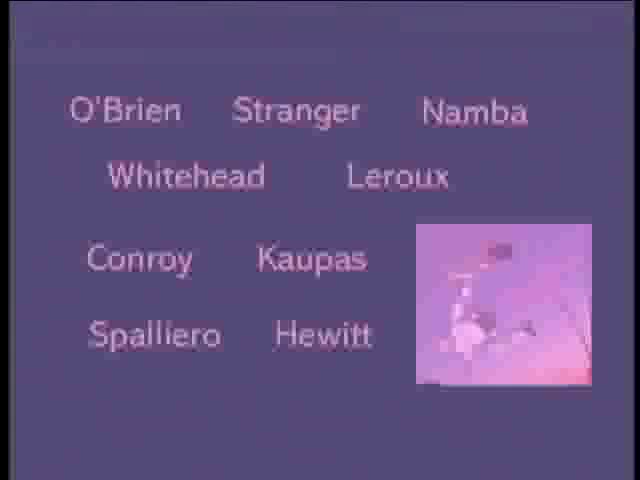 O'Brien Stranger Namba
Whitehead Leroux
Conroy Kaupas
Spalliero Hewitt